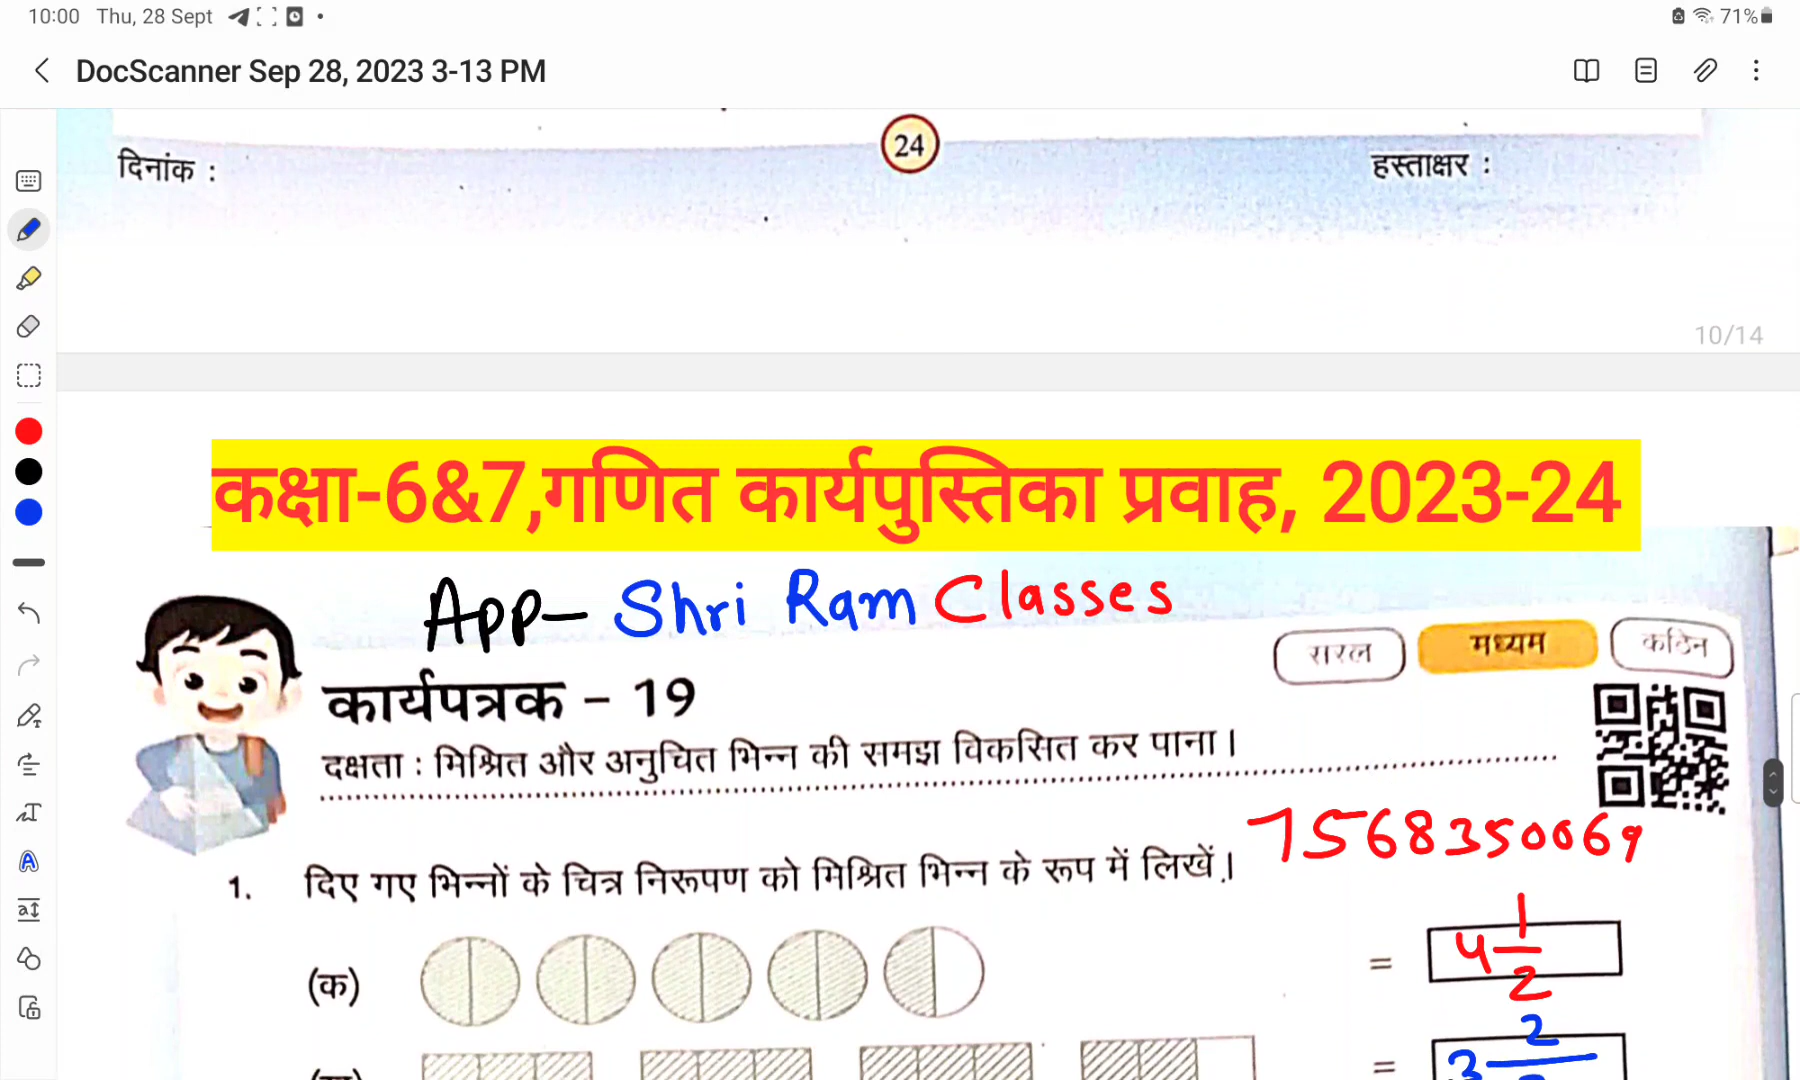 10:00 Thu, 28 Sept 71%
DocScanner Sep 28, 2023 3-13 PM
24
दिनांक :
हस्ताक्षर :
10/14
कक्षा-6&7,गणित कार्यपुस्तिका प्रवाह, 2023-24
App- Shri Ram Classes
सरल मध्यम कठिन
कार्यपत्रक - 19
दक्षता : मिश्रित और अनुचित भिन्न की समझ विकसित कर पाना।
7568350069
1. दिए गए भिन्नों के चित्र निरूपण को मिश्रित भिन्न के रूप में लिखें।
(क) = 4 1/2
= 3 2